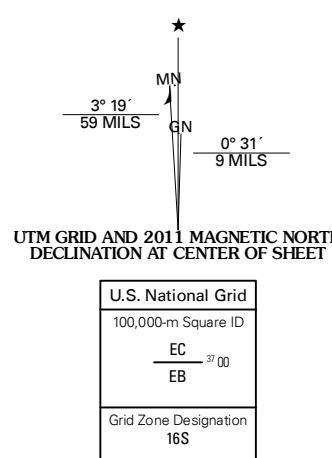 ★
MN
3° 19´
59 MILS
GN
0° 31´
9 MILS
UTM GRID AND 2011 MAGNETIC NORTH
DECLINATION AT CENTER OF SHEET
U.S. National Grid
100,000-m Square ID
EC
37 00
EB
Grid Zone Designation
16S